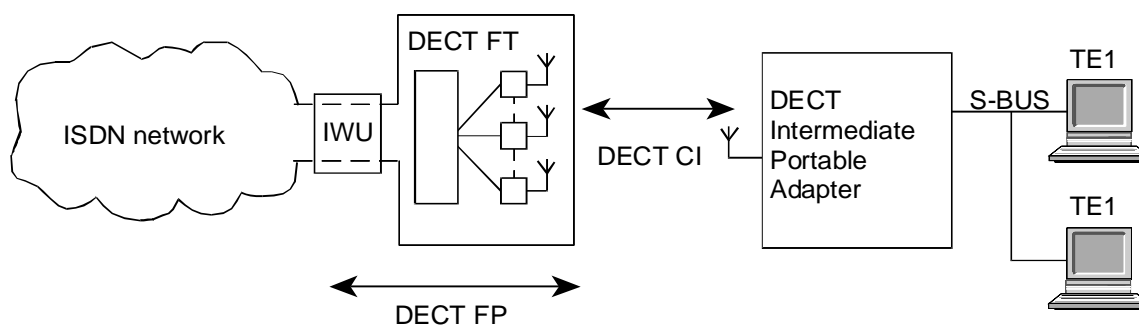 ISDN network
IWU
DECT FT
DECT CI
DECT FP
DECT
Intermediate
Portable
Adapter
S-BUS
TE1
TE1